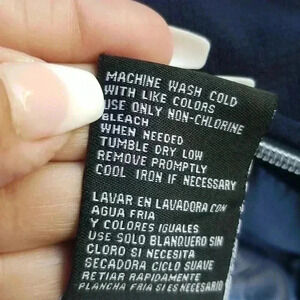 MACHINE WASH COLD
WITH LIKE COLORS
USE ONLY NON-CHLORINE
BLEACH
WHEN NEEDED
TUMBLE DRY LOW
REMOVE PROMPTLY
COOL IRON IF NECESSARY
LAVAR EN LAVADORA CON
AGUA FRIA
Y COLORES IGUALES
USE SOLO BLANQUERO SIN
CLORO SI NECESITA
SECADORA CICLO SUAVE
RETIAR RAPIDAMENTE
PLANCHA FRIA SI ES NECESARIO